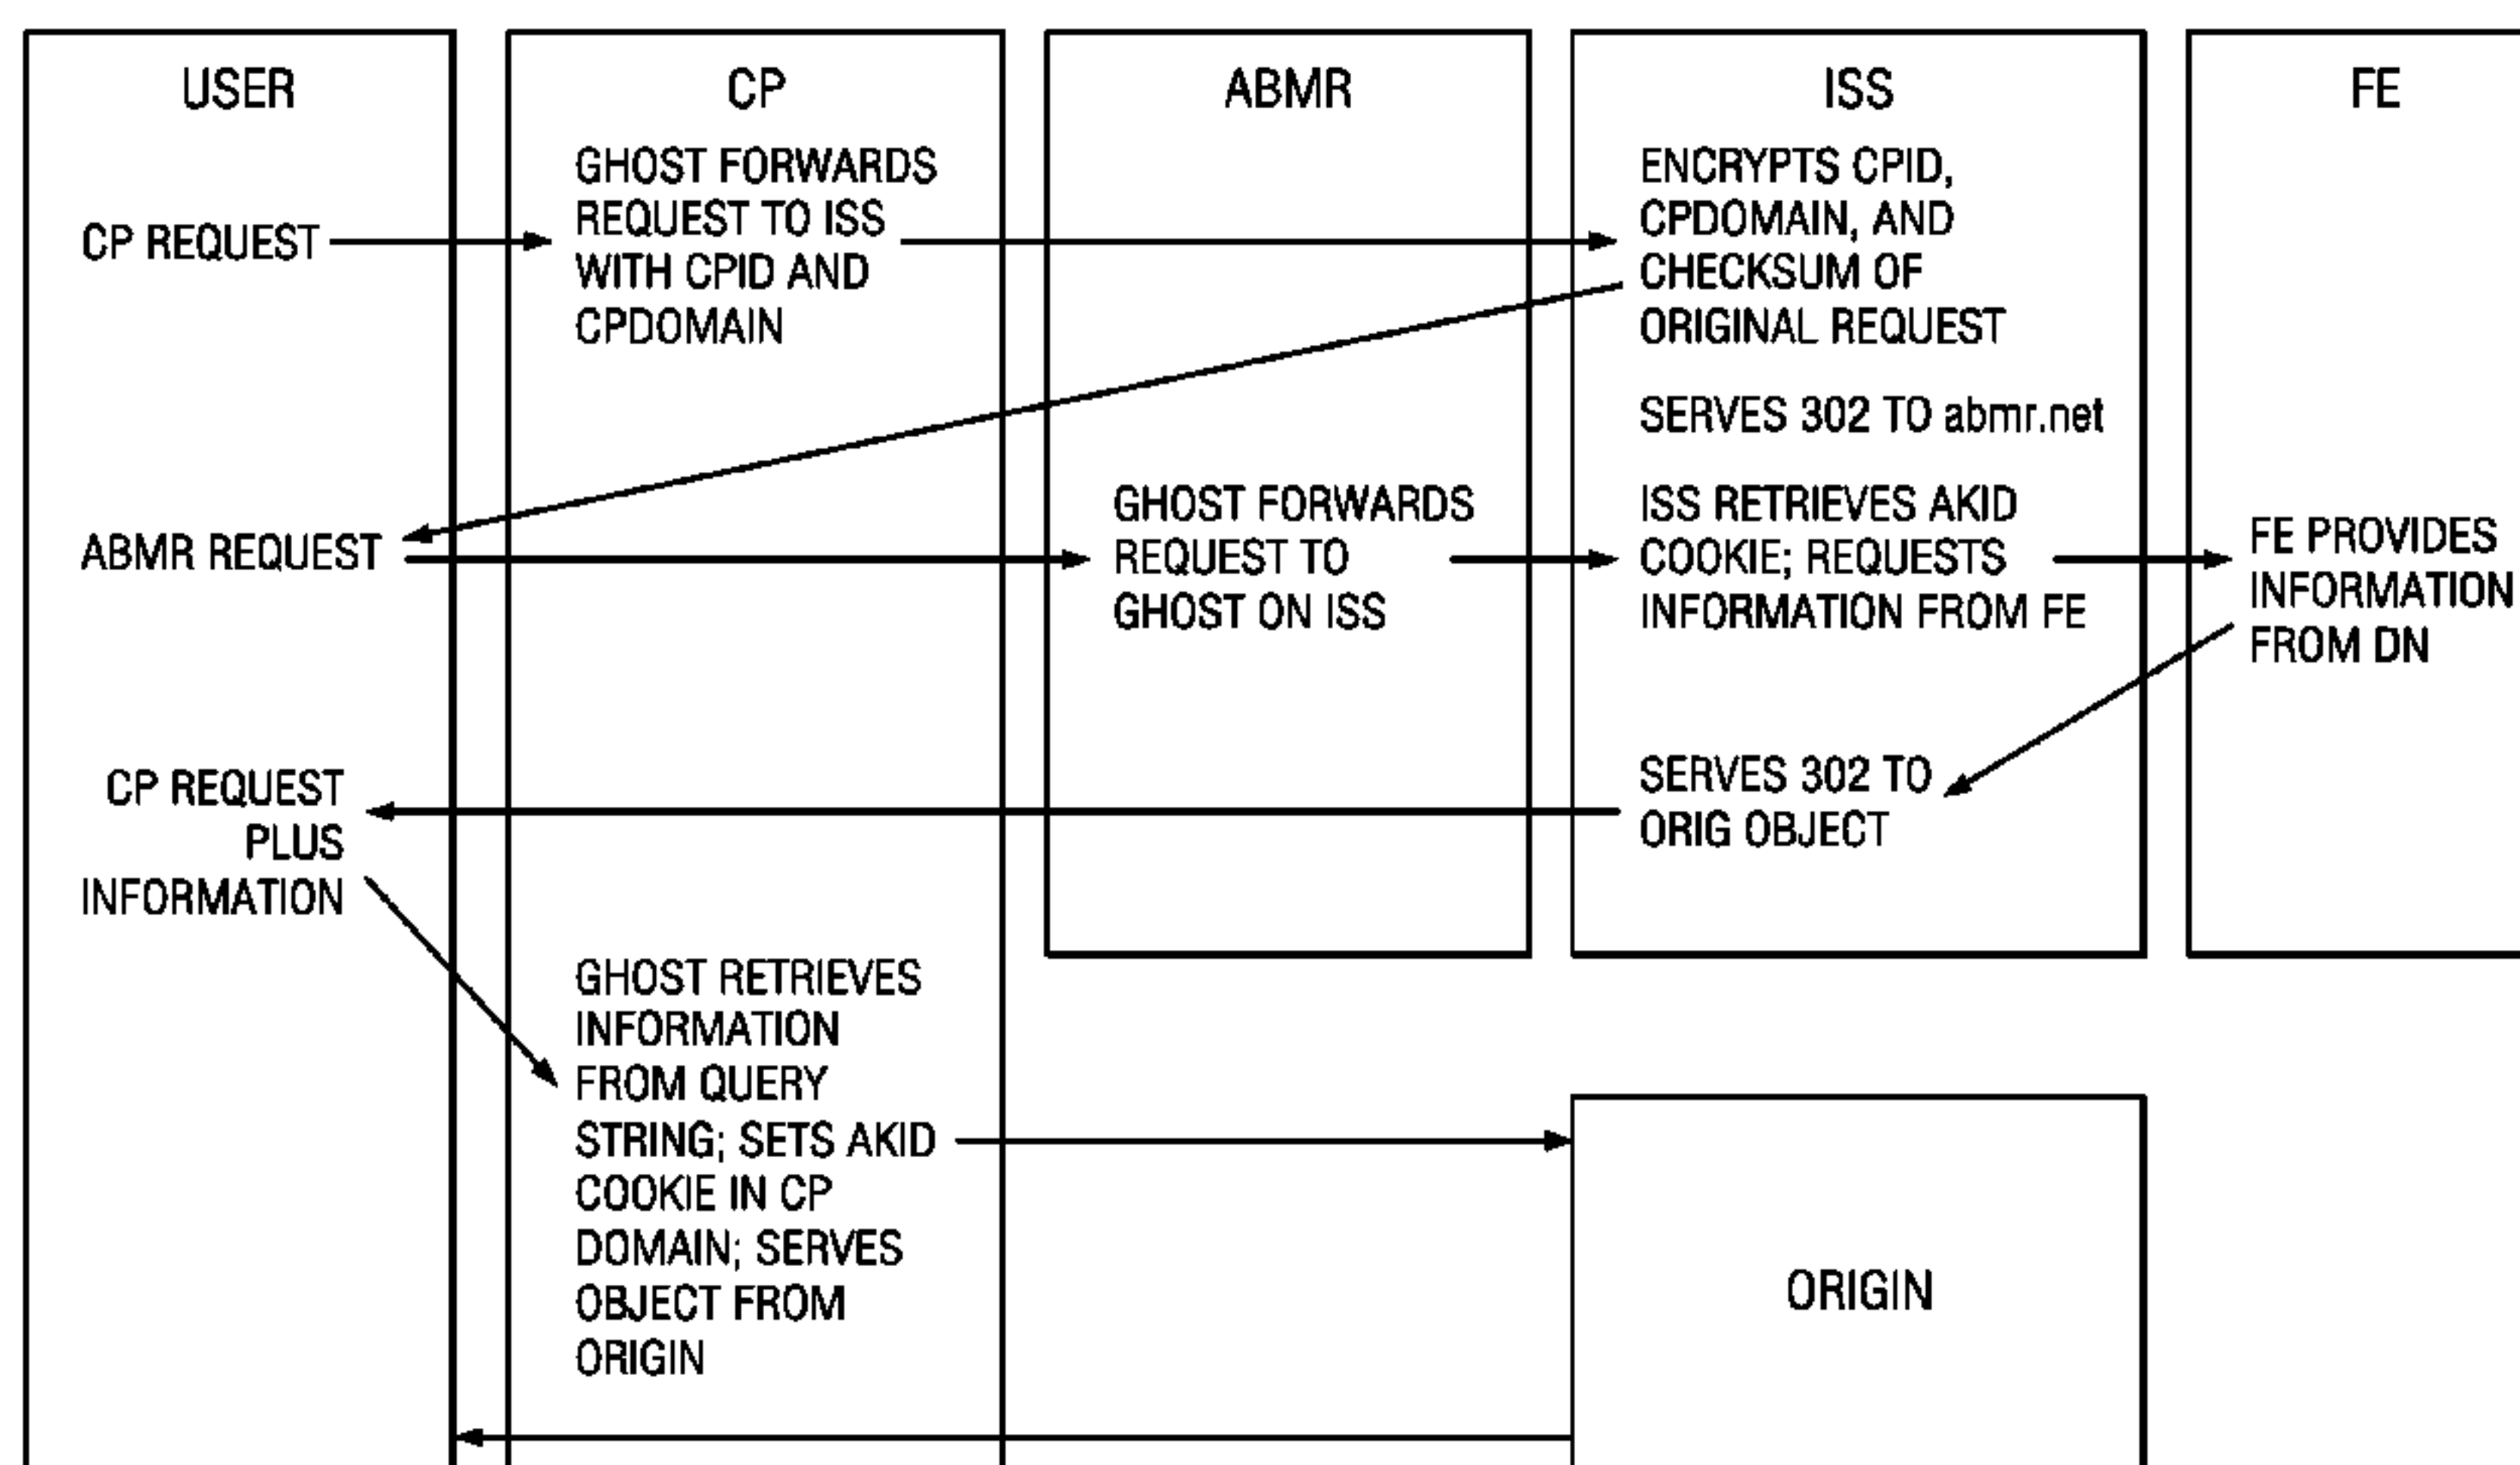 USER
CP REQUEST
ABMR REQUEST
CP REQUEST
PLUS
INFORMATION
CP
GHOST FORWARDS
REQUEST TO ISS
WITH CPID AND
CPDOMAIN
GHOST RETRIEVES
INFORMATION
FROM QUERY
STRING; SETS AKID
COOKIE IN CP
DOMAIN; SERVES
OBJECT FROM
ORIGIN
ABMR
GHOST FORWARDS
REQUEST TO
GHOST ON ISS
ISS
ENCRYPTS CPID,
CPDOMAIN, AND
CHECKSUM OF
ORIGINAL REQUEST
SERVES 302 TO abmr.net
ISS RETRIEVES AKID
COOKIE; REQUESTS
INFORMATION FROM FE
SERVES 302 TO
ORIG OBJECT
FE
FE PROVIDES
INFORMATION
FROM DN
ORIGIN